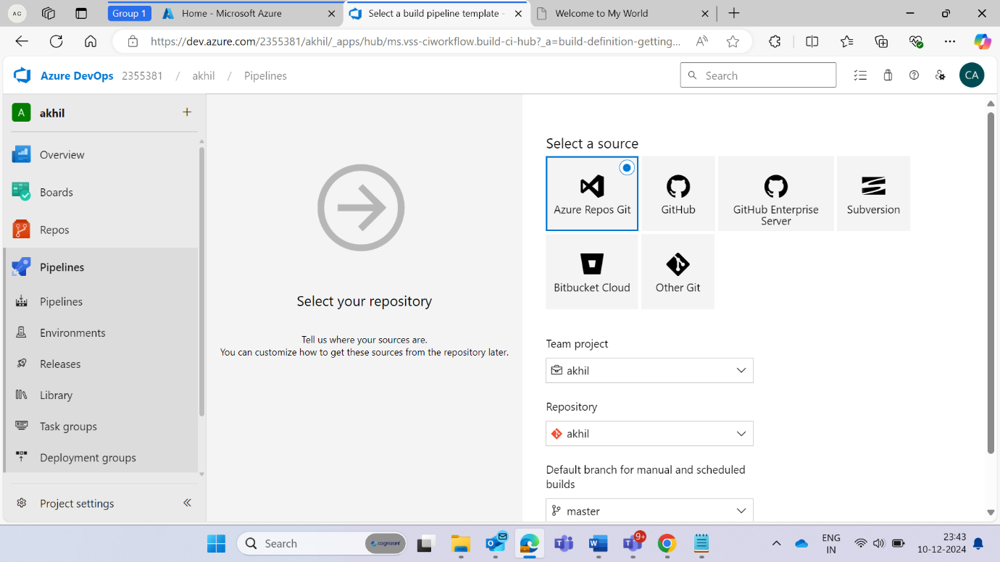 AC
Group 1
Home - Microsoft Azure
Select a build pipeline template -
Welcome to My World
https://dev.azure.com/2355381/akhil/_apps/hub/ms.vss-ciworkflow.build-ci-hub?_a=build-definition-getting...
Azure DevOps 2355381 / akhil / Pipelines
Search
CA
A akhil
Overview
Boards
Repos
Pipelines
Pipelines
Environments
Releases
Library
Task groups
Deployment groups
Project settings
Select your repository
Tell us where your sources are.
You can customize how to get these sources from the repository later.
Select a source
Azure Repos Git
GitHub
GitHub Enterprise
Server
Subversion
Bitbucket Cloud
Other Git
Team project
akhil
Repository
akhil
Default branch for manual and scheduled
builds
master
Search
cognizant
9+
ENG
IN
23:43
10-12-2024